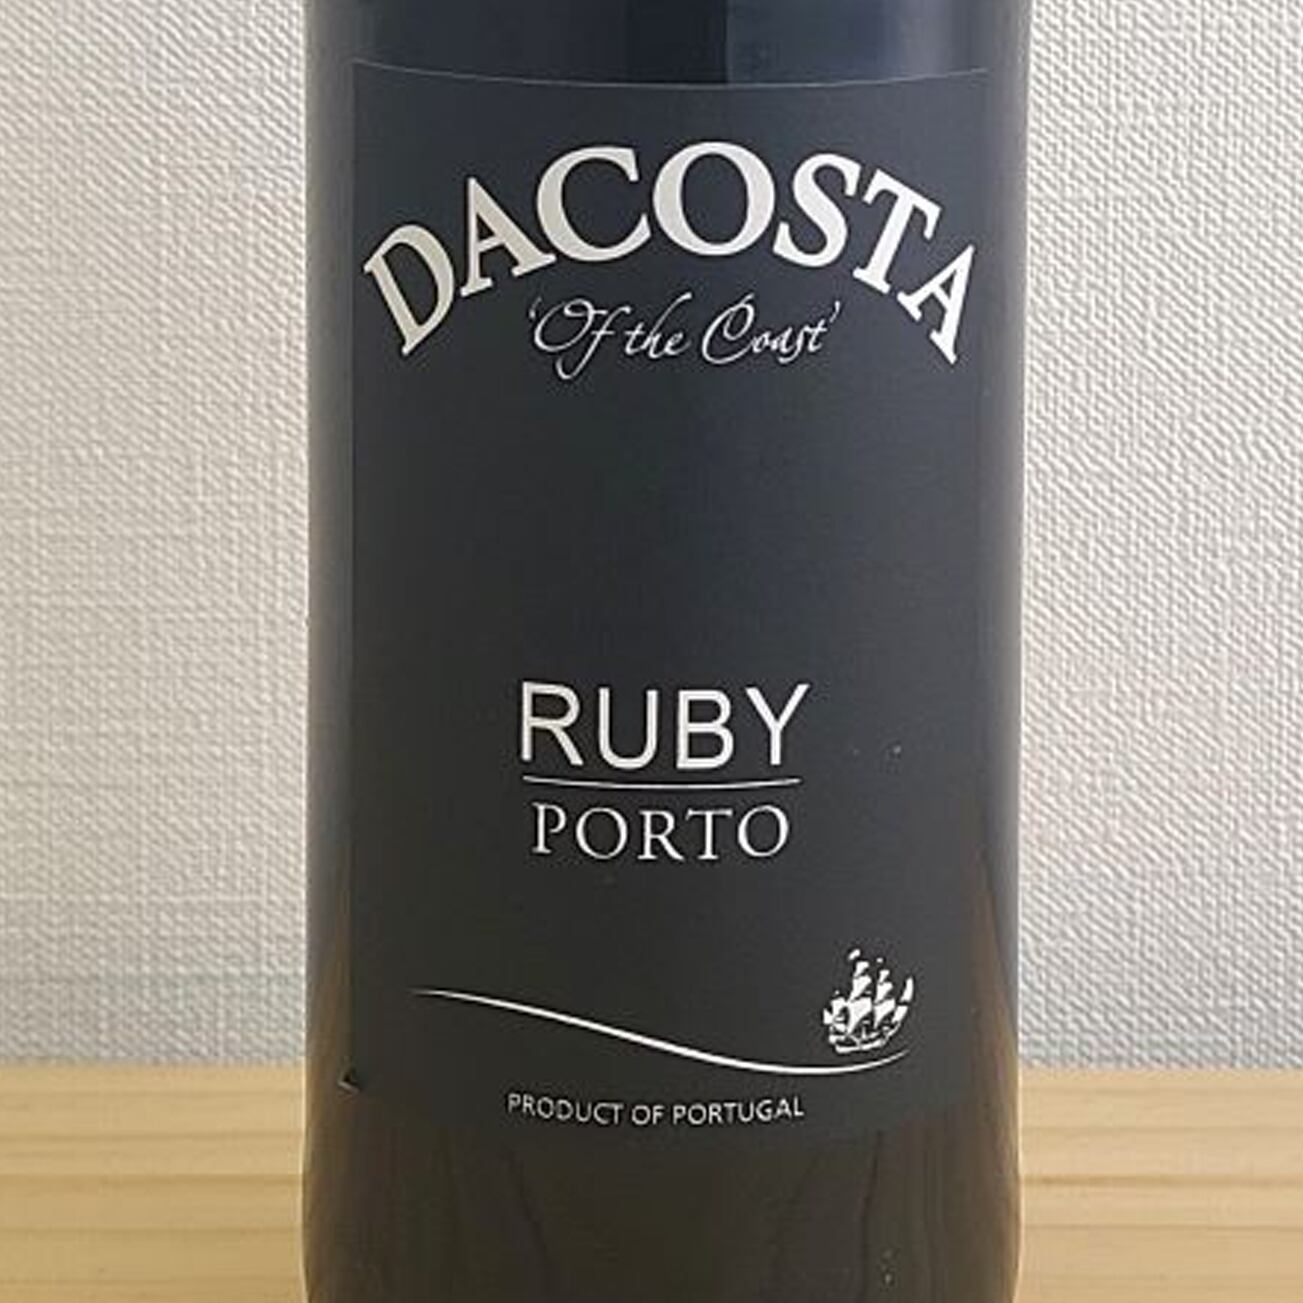 DACOSTA
'Of the Coast'
RUBY
PORTO
PRODUCT OF PORTUGAL